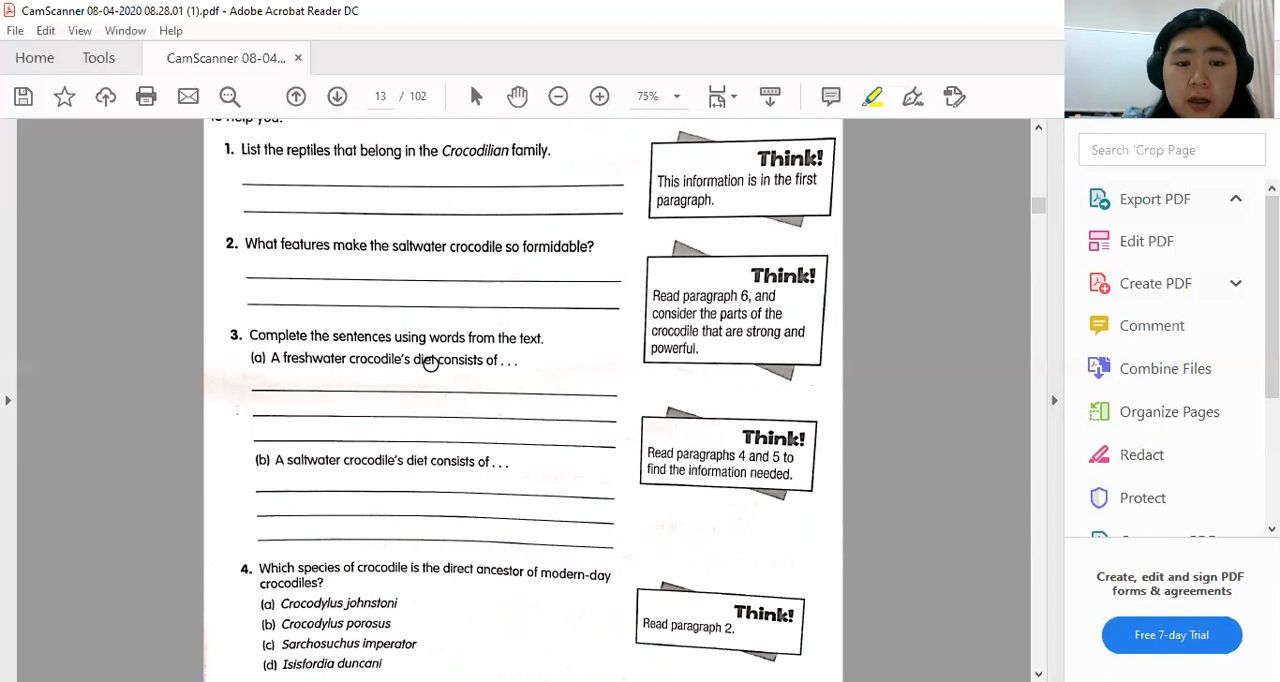 CamScanner 08-04-2020 08.28.01 (1).pdf - Adobe Acrobat Reader DC
File Edit View Window Help
Home Tools CamScanner 08-04... ×
13 / 102 75%
to help you.
1. List the reptiles that belong in the Crocodilian family.
Think!
This information is in the first
paragraph.
2. What features make the saltwater crocodile so formidable?
Think!
Read paragraph 6, and
consider the parts of the
crocodile that are strong and
powerful.
3. Complete the sentences using words from the text.
(a) A freshwater crocodile's diet consists of . . .
Think!
Read paragraphs 4 and 5 to
find the information needed.
(b) A saltwater crocodile's diet consists of . . .
4. Which species of crocodile is the direct ancestor of modern-day
crocodiles?
(a) Crocodylus johnstoni
(b) Crocodylus porosus
(c) Sarchosuchus imperator
(d) Isisfordia duncani
Think!
Read paragraph 2.
Search 'Crop Page'
Export PDF
Edit PDF
Create PDF
Comment
Combine Files
Organize Pages
Redact
Protect
Create, edit and sign PDF
forms & agreements
Free 7-day Trial